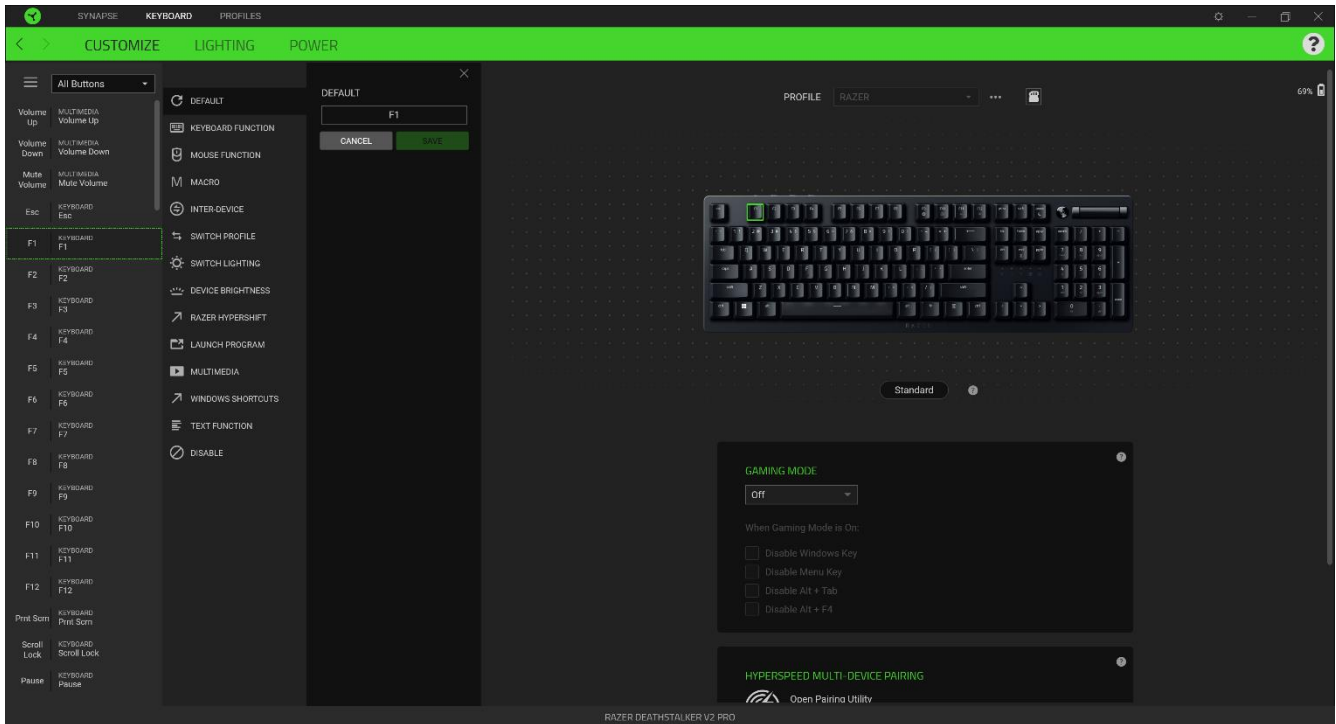 SYNAPSE KEYBOARD PROFILES
CUSTOMIZE LIGHTING POWER
All Buttons
Volume Up MULTIMEDIA Volume Up
Volume Down MULTIMEDIA Volume Down
Mute Volume MULTIMEDIA Mute Volume
Esc KEYBOARD Esc
F1 KEYBOARD F1
F2 KEYBOARD F2
F3 KEYBOARD F3
F4 KEYBOARD F4
F5 KEYBOARD F5
F6 KEYBOARD F6
F7 KEYBOARD F7
F8 KEYBOARD F8
F9 KEYBOARD F9
F10 KEYBOARD F10
F11 KEYBOARD F11
F12 KEYBOARD F12
Prnt Scrn KEYBOARD Prnt Scrn
Scroll Lock KEYBOARD Scroll Lock
Pause KEYBOARD Pause
DEFAULT
KEYBOARD FUNCTION
MOUSE FUNCTION
MACRO
INTER-DEVICE
SWITCH PROFILE
SWITCH LIGHTING
DEVICE BRIGHTNESS
RAZER HYPERSHIFT
LAUNCH PROGRAM
MULTIMEDIA
WINDOWS SHORTCUTS
TEXT FUNCTION
DISABLE
DEFAULT
F1
CANCEL SAVE
PROFILE RAZER
69%
RAZER
Standard
GAMING MODE
Off
When Gaming Mode is On:
Disable Windows Key
Disable Menu Key
Disable Alt + Tab
Disable Alt + F4
HYPERSPEED MULTI-DEVICE PAIRING
Open Pairing Utility
RAZER DEATHSTALKER V2 PRO